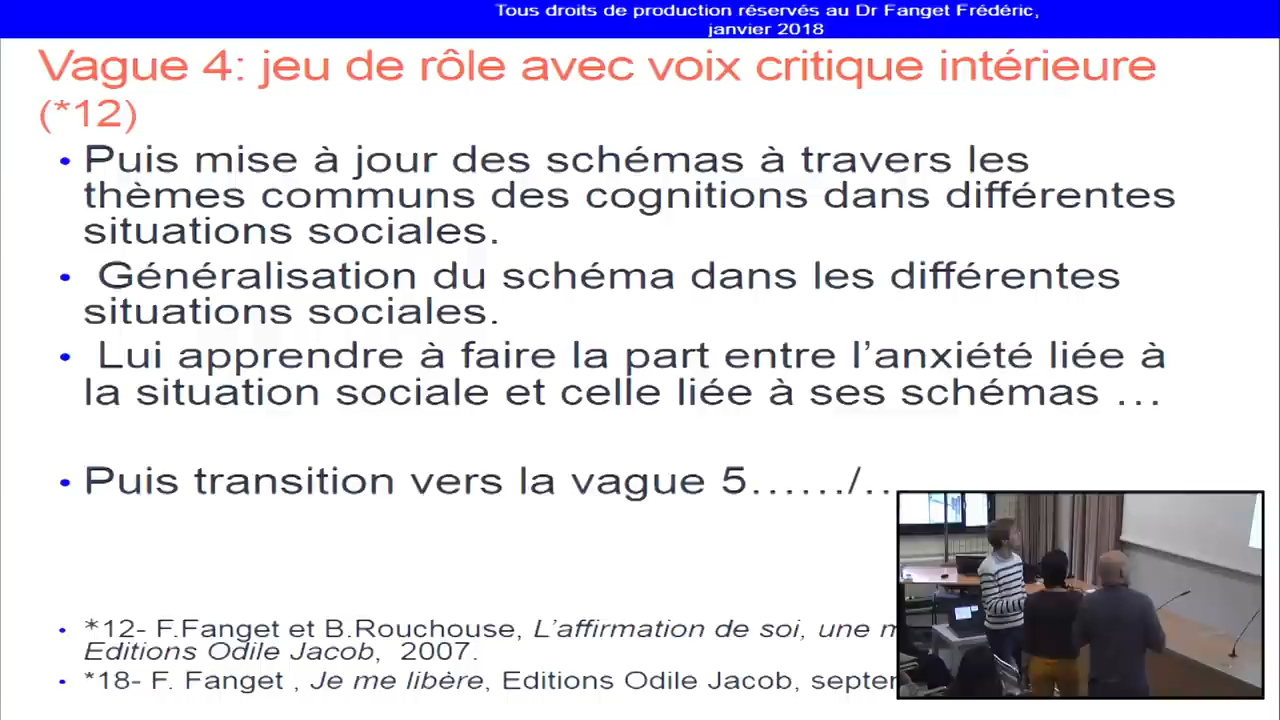 Tous droits de production réservés au Dr Fanget Frédéric,
janvier 2018
Vague 4: jeu de rôle avec voix critique intérieure
(*12)
• Puis mise à jour des schémas à travers les
thèmes communs des cognitions dans différentes
situations sociales.
• Généralisation du schéma dans les différentes
situations sociales.
• Lui apprendre à faire la part entre l’anxiété liée à
la situation sociale et celle liée à ses schémas …
• Puis transition vers la vague 5……/…
• *12- F.Fanget et B.Rouchouse, L’affirmation de soi, une
Editions Odile Jacob, 2007.
• *18- F. Fanget , Je me libère, Editions Odile Jacob,